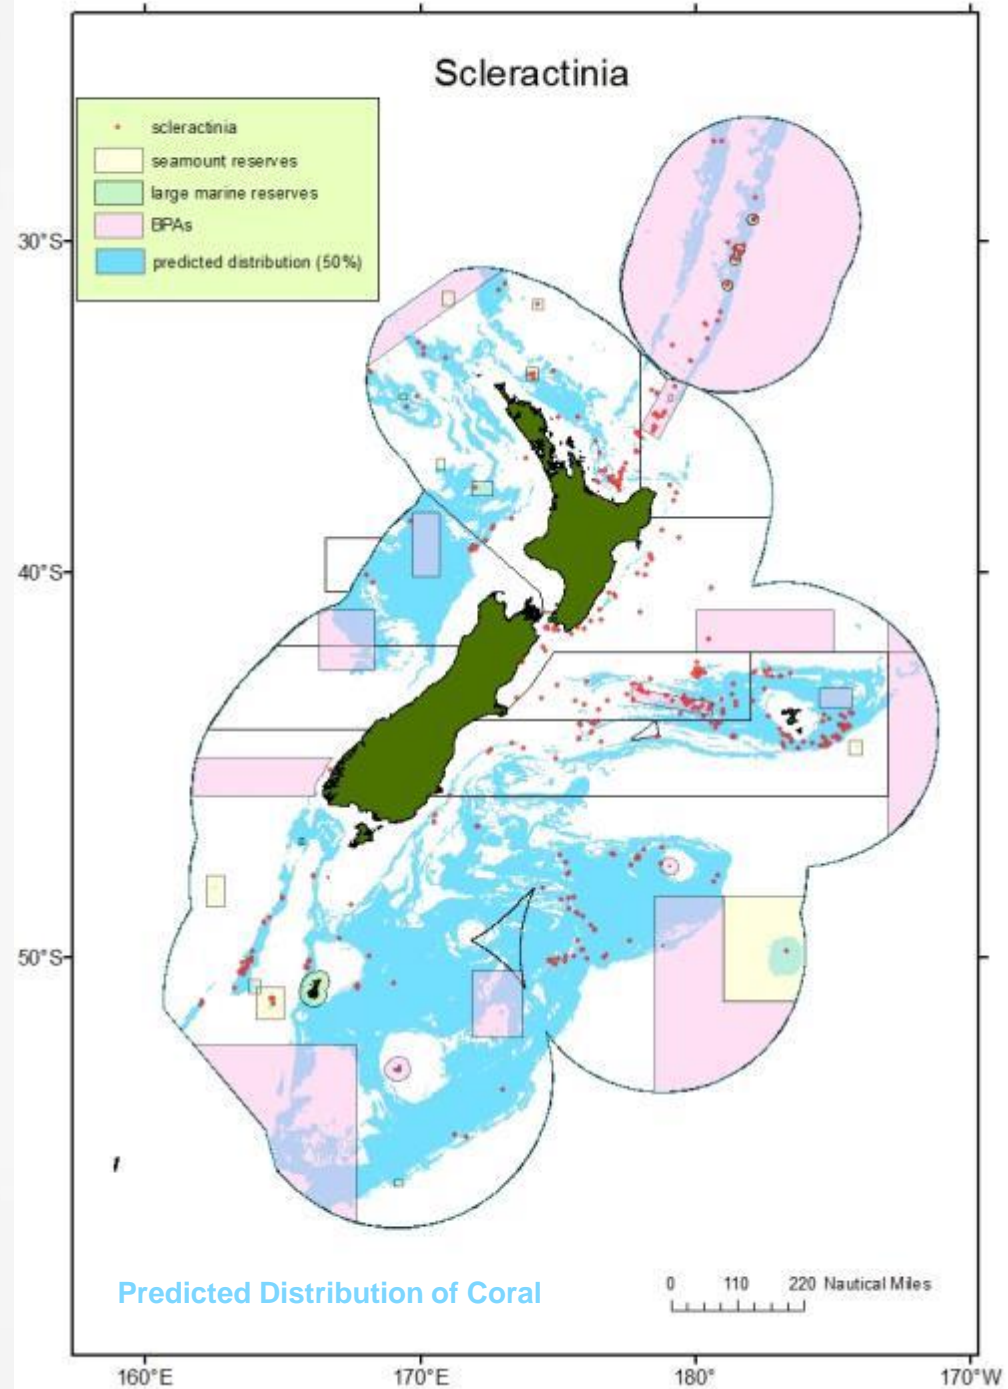 Scleractinia
scleractinia
seamount reserves
large marine reserves
BPAs
predicted distribution (50%)
30°S
40°S
50°S
Predicted Distribution of Coral
0 110 220 Nautical Miles
160°E 170°E 180° 170°W